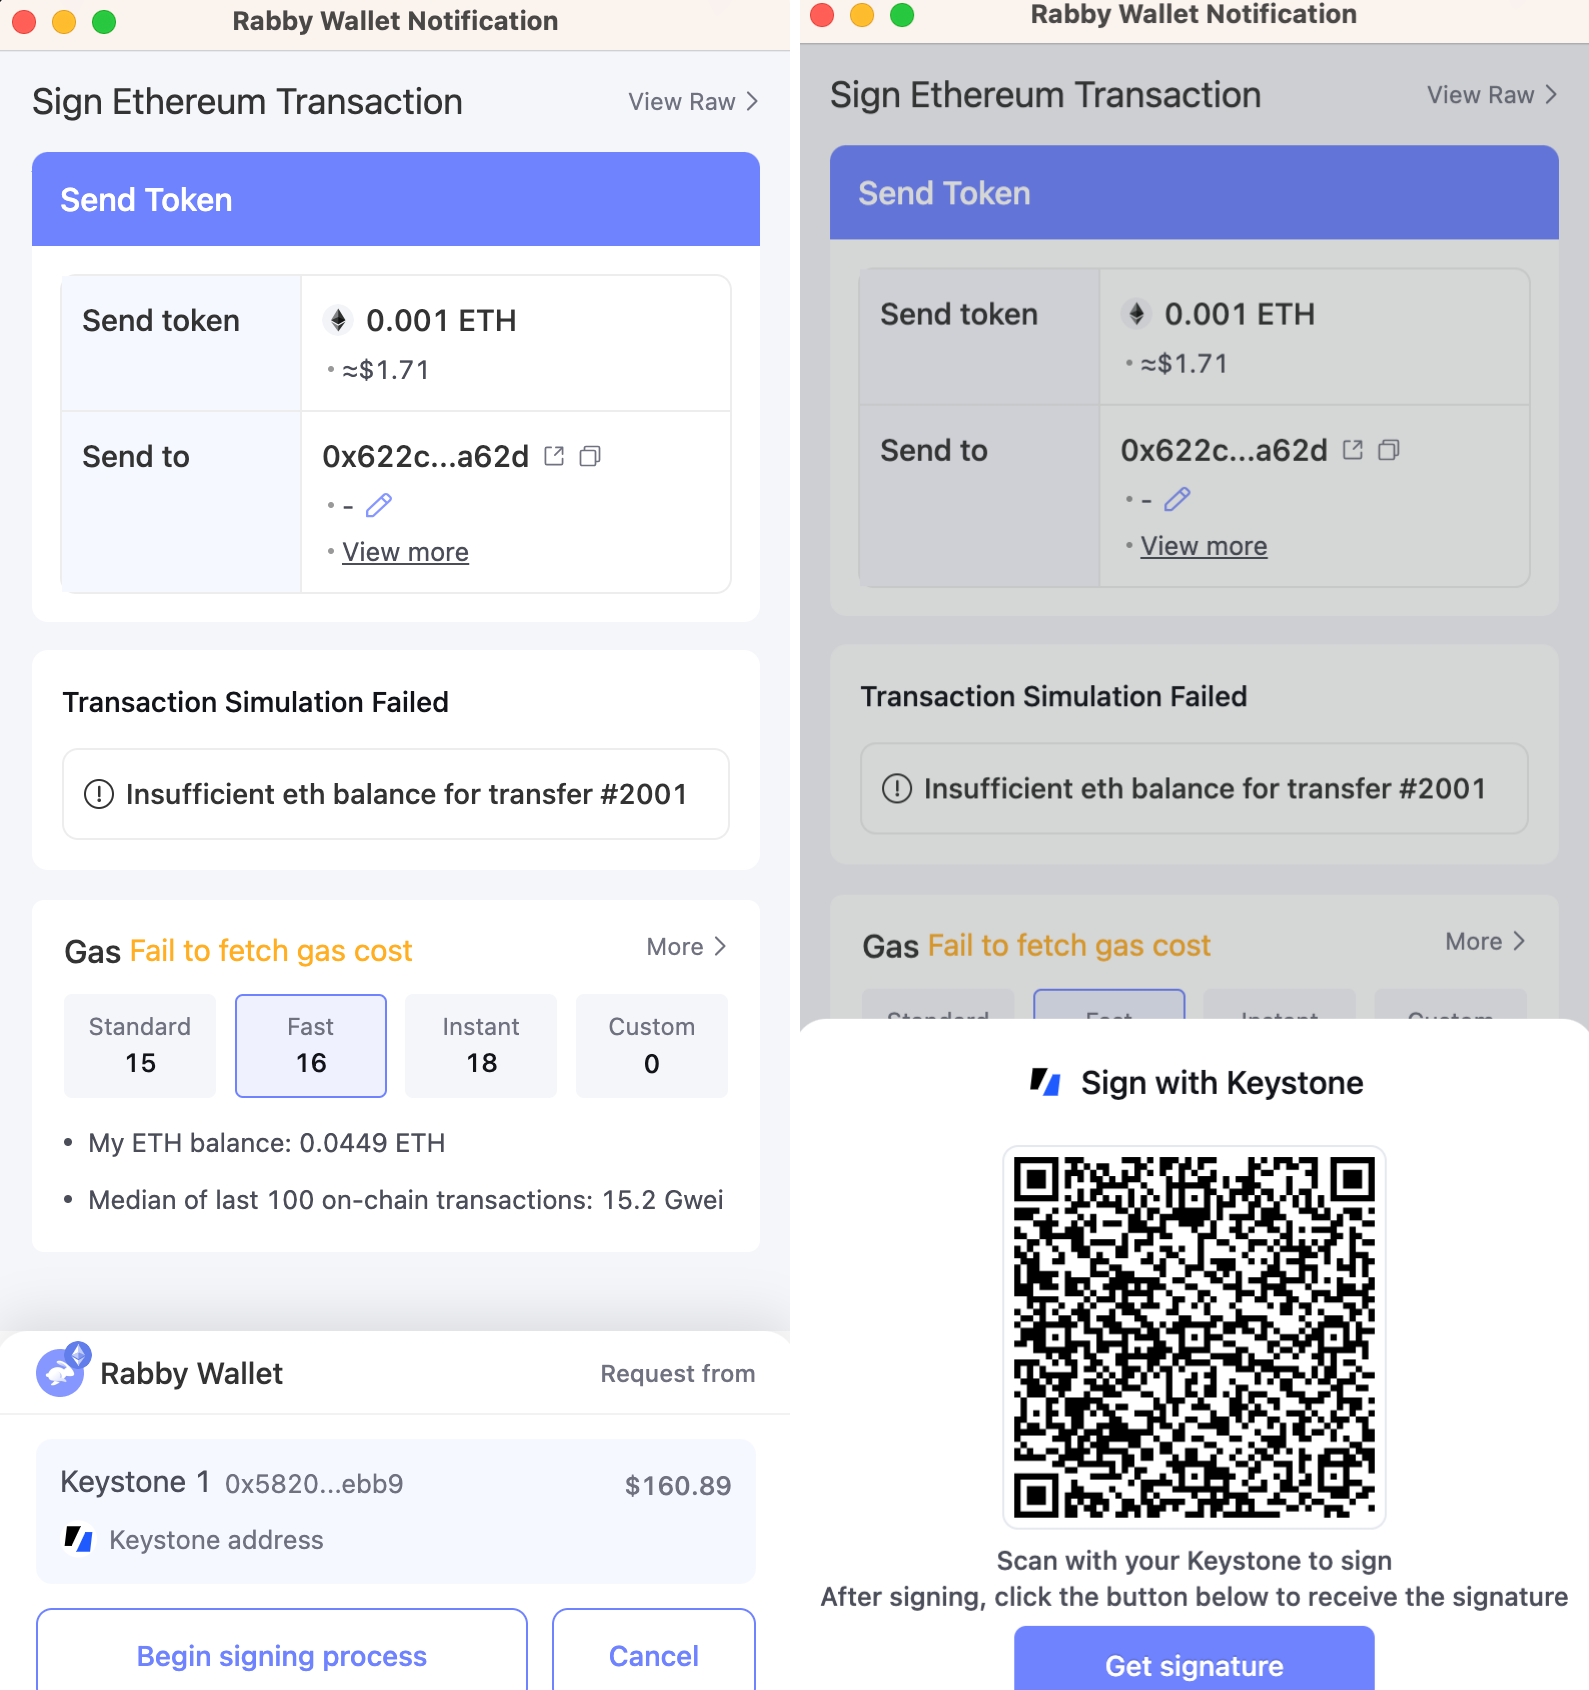 Rabby Wallet Notification
Sign Ethereum Transaction
View Raw
Send Token
Send token
0.001 ETH
≈$1.71
Send to
0x622c...a62d
-
View more
Transaction Simulation Failed
Insufficient eth balance for transfer #2001
Gas Fail to fetch gas cost
More
Standard
15
Fast
16
Instant
18
Custom
0
• My ETH balance: 0.0449 ETH
• Median of last 100 on-chain transactions: 15.2 Gwei
Rabby Wallet
Request from
Keystone 1 0x5820...ebb9
$160.89
Keystone address
Begin signing process
Cancel
Rabby Wallet Notification
Sign Ethereum Transaction
View Raw
Send Token
Send token
0.001 ETH
≈$1.71
Send to
0x622c...a62d
-
View more
Transaction Simulation Failed
Insufficient eth balance for transfer #2001
Gas Fail to fetch gas cost
More
Standard
Fast
Instant
Custom
Sign with Keystone
Scan with your Keystone to sign
After signing, click the button below to receive the signature
Get signature